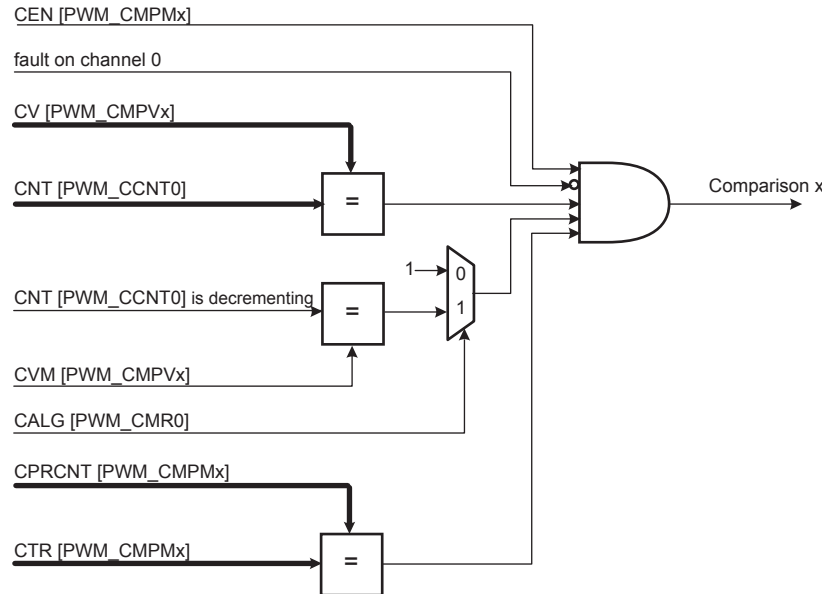 CEN [PWM_CMPMx]
fault on channel 0
CV [PWM_CMPVx]
CNT [PWM_CCNT0]
=
Comparison x
1
0
CNT [PWM_CCNT0] is decrementing
=
1
CVM [PWM_CMPVx]
CALG [PWM_CMR0]
CPRCNT [PWM_CMPMx]
CTR [PWM_CMPMx]
=